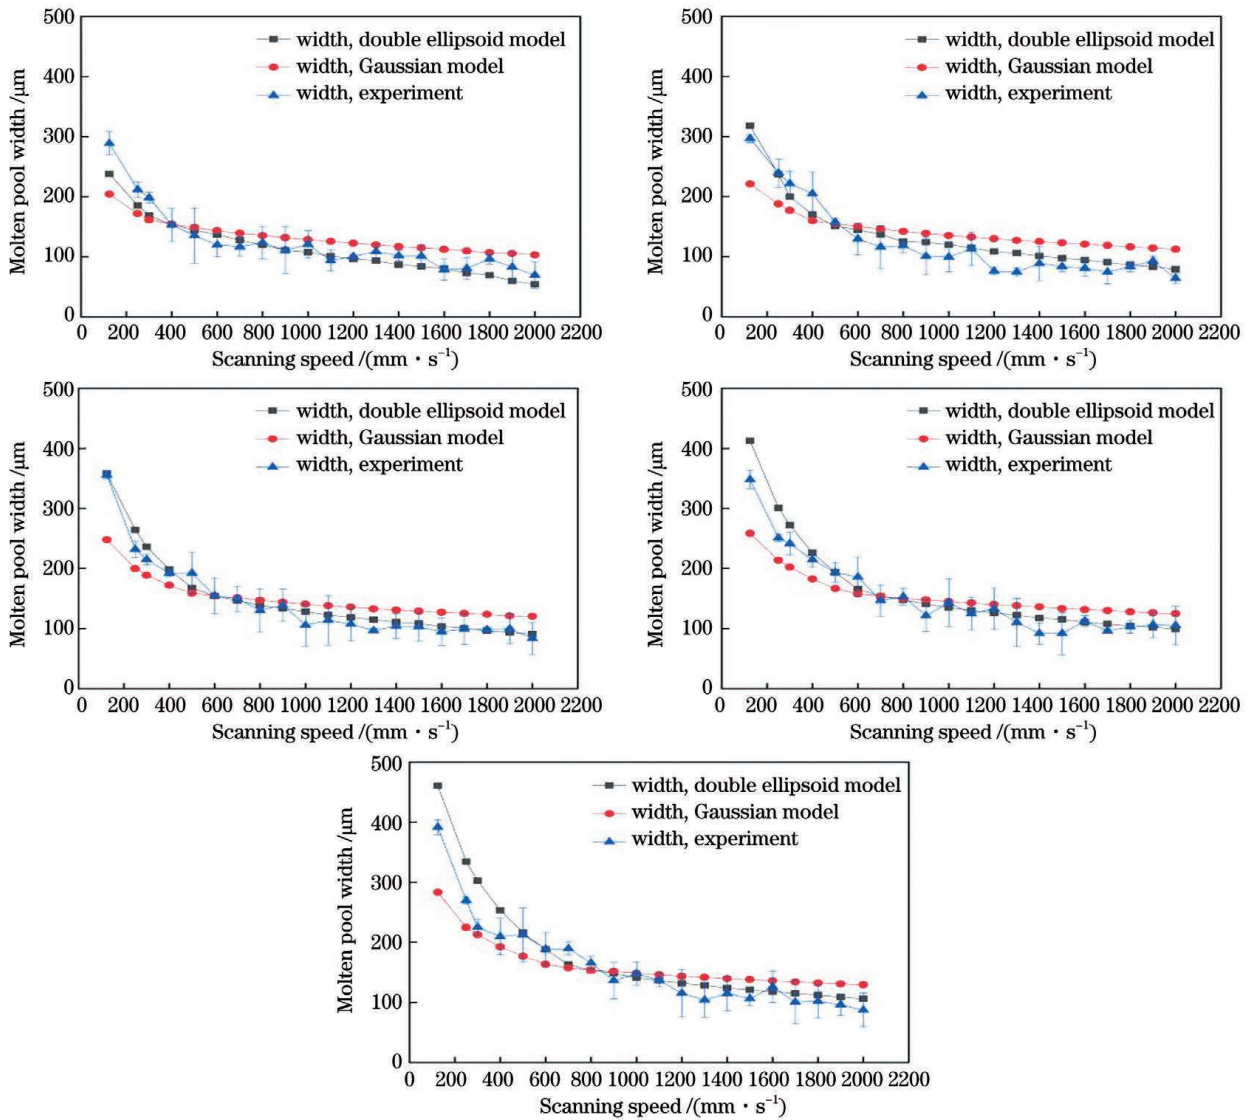 500
400
300
200
100
0
Molten pool width /μm
width, double ellipsoid model
width, Gaussian model
width, experiment
0 200 400 600 800 1000 1200 1400 1600 1800 2000 2200
Scanning speed /(mm · s⁻¹)
500
400
300
200
100
0
Molten pool width /μm
width, double ellipsoid model
width, Gaussian model
width, experiment
0 200 400 600 800 1000 1200 1400 1600 1800 2000 2200
Scanning speed /(mm · s⁻¹)
500
400
300
200
100
0
Molten pool width /μm
width, double ellipsoid model
width, Gaussian model
width, experiment
0 200 400 600 800 1000 1200 1400 1600 1800 2000 2200
Scanning speed /(mm · s⁻¹)
500
400
300
200
100
0
Molten pool width /μm
width, double ellipsoid model
width, Gaussian model
width, experiment
0 200 400 600 800 1000 1200 1400 1600 1800 2000 2200
Scanning speed /(mm · s⁻¹)
500
400
300
200
100
0
Molten pool width /μm
width, double ellipsoid model
width, Gaussian model
width, experiment
0 200 400 600 800 1000 1200 1400 1600 1800 2000 2200
Scanning speed /(mm · s⁻¹)